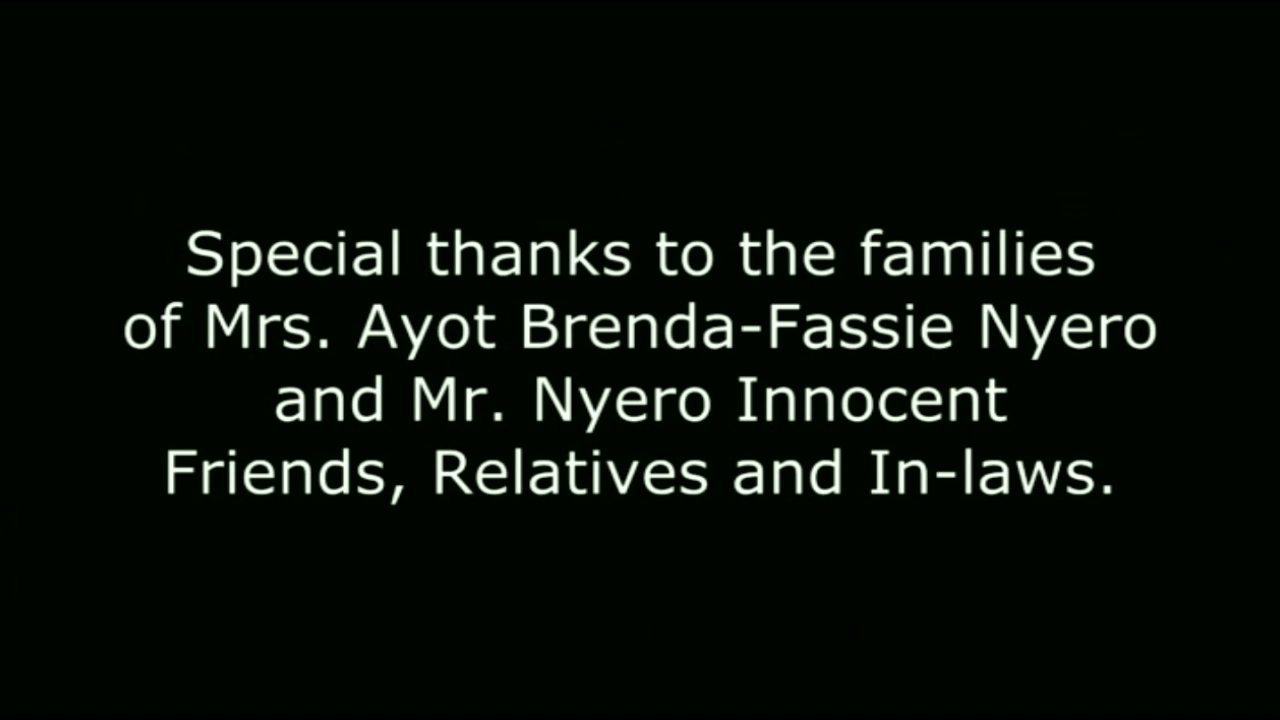 Special thanks to the families
of Mrs. Ayot Brenda-Fassie Nyero
and Mr. Nyero Innocent
Friends, Relatives and In-laws.